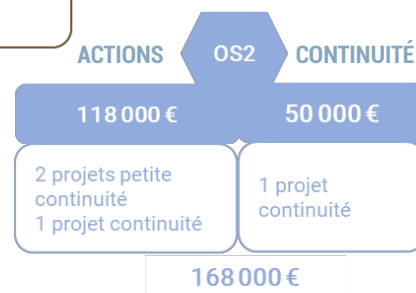 ACTIONS OS2 CONTINUITÉ
118 000 € 50 000 €
2 projets petite
continuité
1 projet continuité
1 projet
continuité
168 000 €